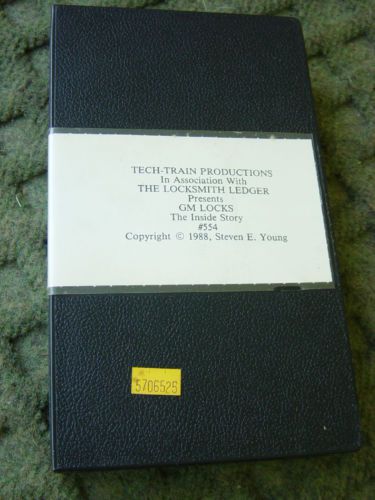 TECH-TRAIN PRODUCTIONS
In Association With
THE LOCKSMITH LEDGER
Presents
GM LOCKS
The Inside Story
#554
Copyright © 1988, Steven E. Young
5706525